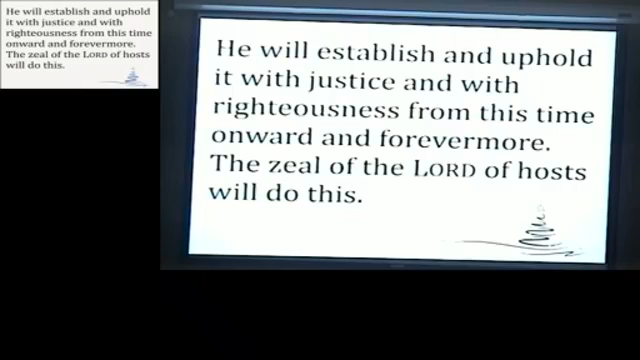 He will establish and uphold
it with justice and with
righteousness from this time
onward and forevermore.
The zeal of the LORD of hosts
will do this.
He will establish and uphold
it with justice and with
righteousness from this time
onward and forevermore.
The zeal of the LORD of hosts
will do this.